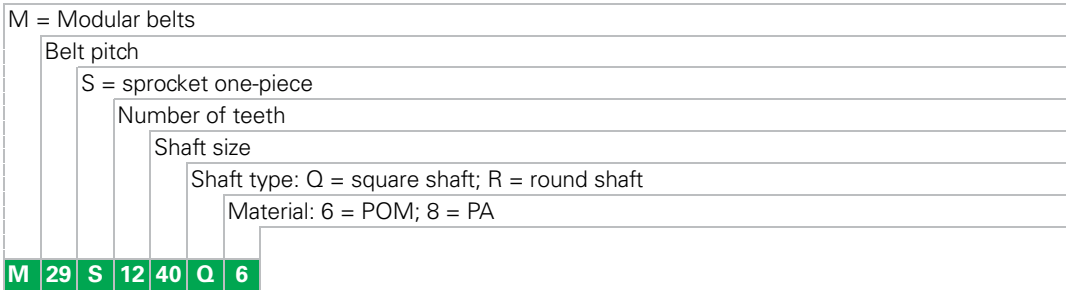 M = Modular belts
Belt pitch
S = sprocket one-piece
Number of teeth
Shaft size
Shaft type: Q = square shaft; R = round shaft
Material: 6 = POM; 8 = PA
M 29 S 12 40 Q 6